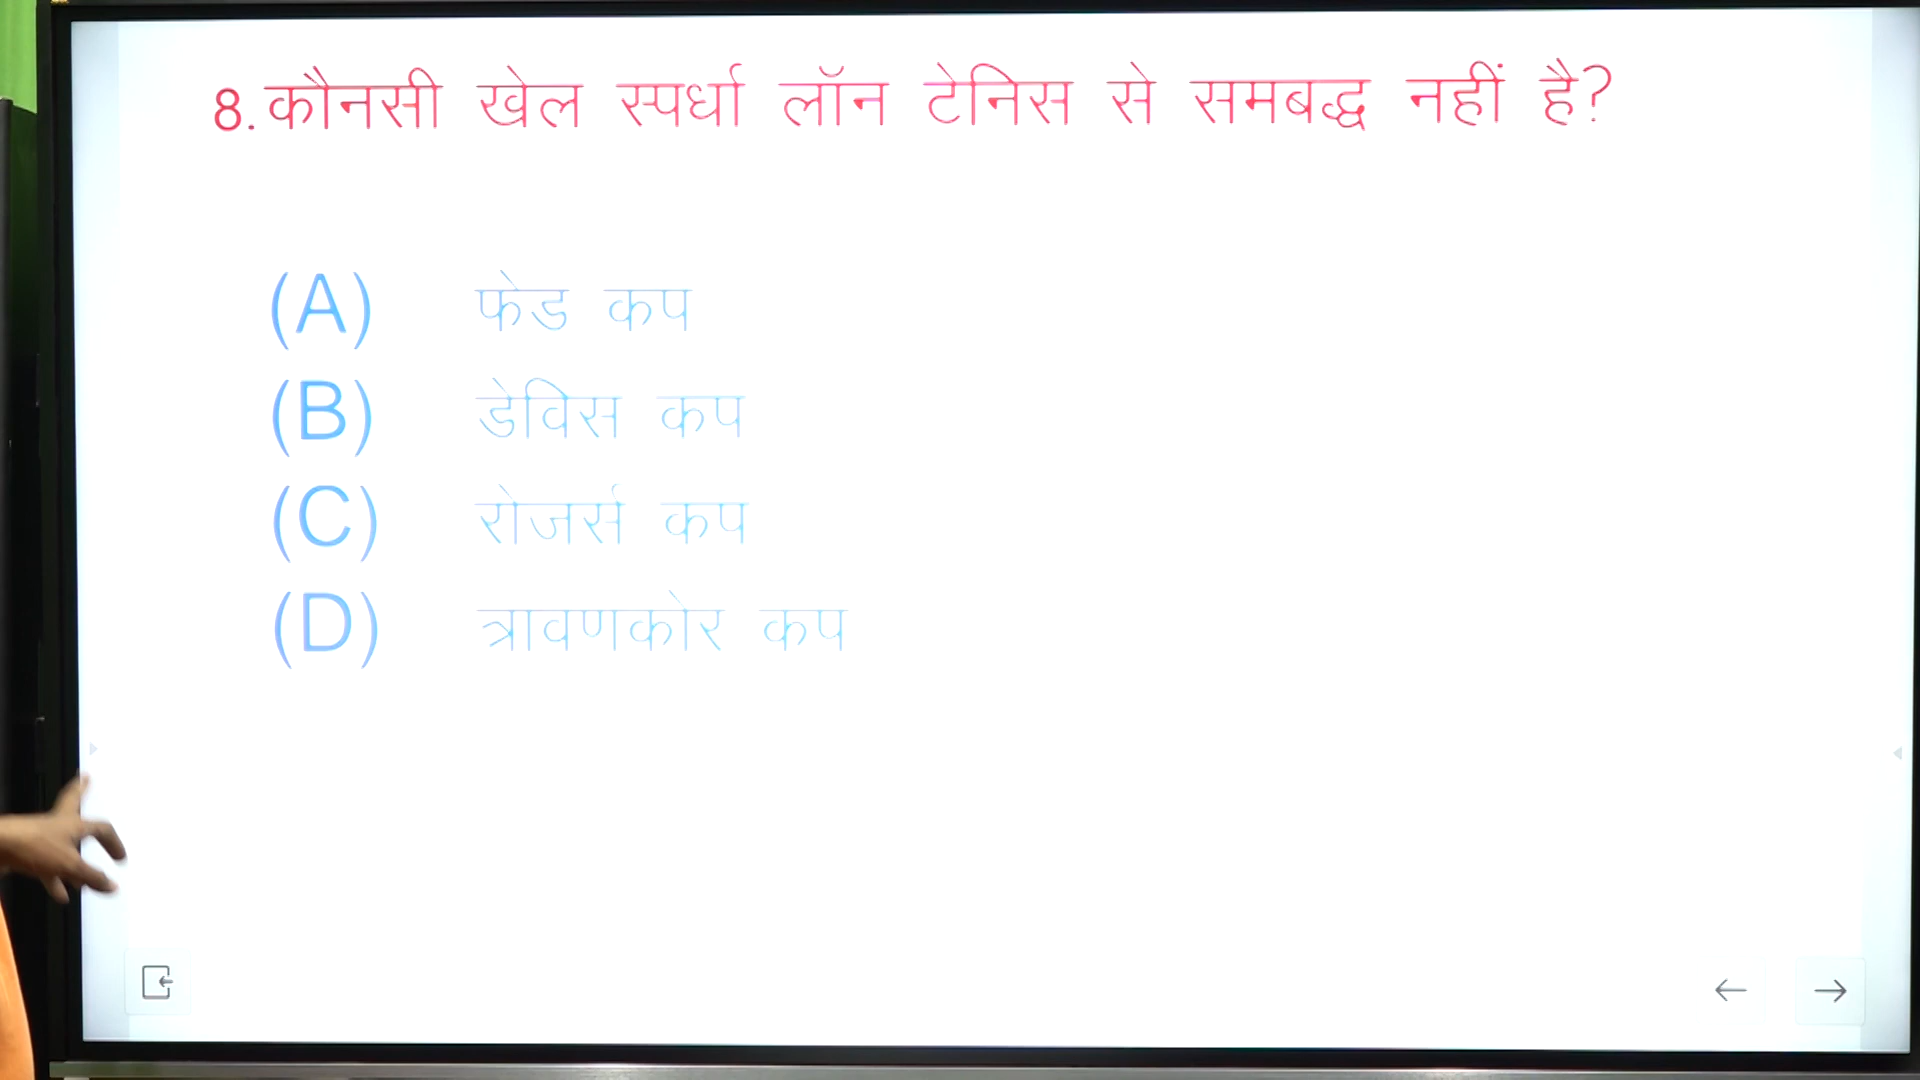 8. कौनसी खेल स्पर्धा लॉन टेनिस से समबद्ध नहीं है?
(A) फेड कप
(B) डेविस कप
(C) रोजर्स कप
(D) त्रावणकोर कप